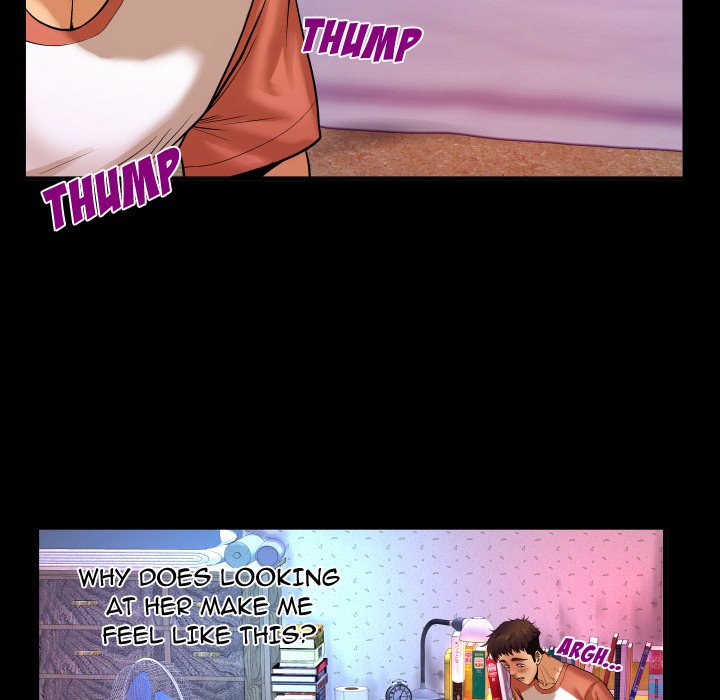 THUMP
THUMP
WHY DOES LOOKING
AT HER MAKE ME
FEEL LIKE THIS?
ARGH...